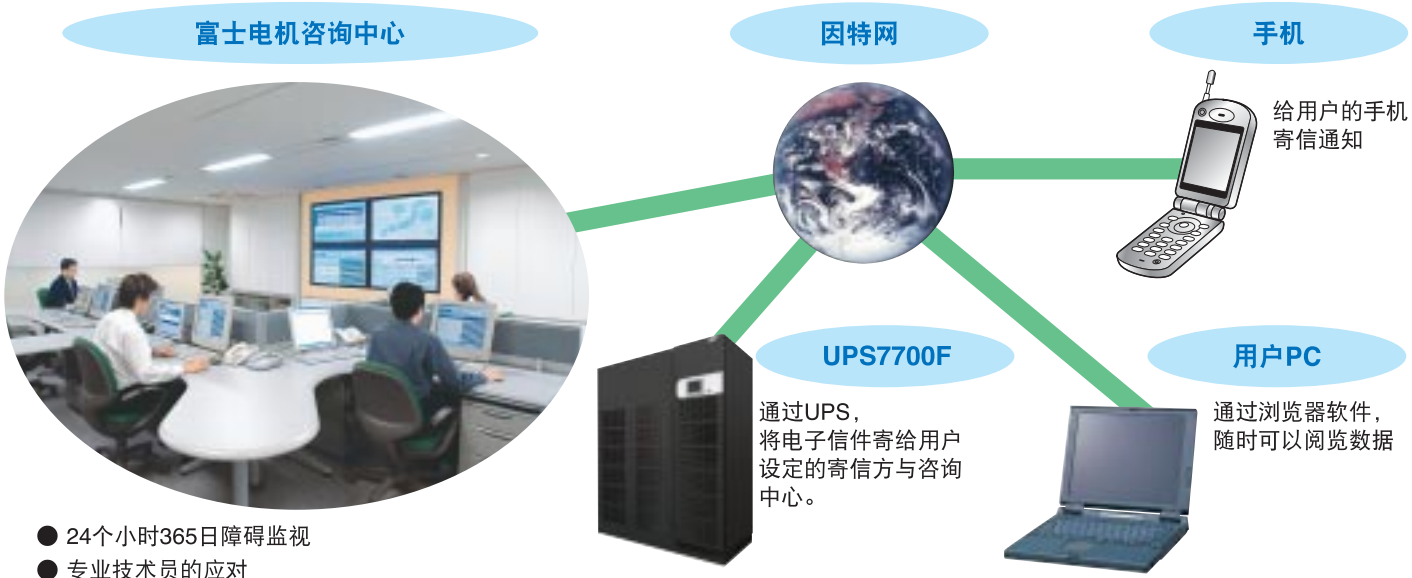 富士电机咨询中心
因特网
手机
给用户的手机
寄信通知
UPS7700F
通过UPS，
将电子信件寄给用户
设定的寄信方与咨询
中心。
用户PC
通过浏览器软件，
随时可以阅览数据
● 24个小时365日障碍监视
● 专业技术员的应对